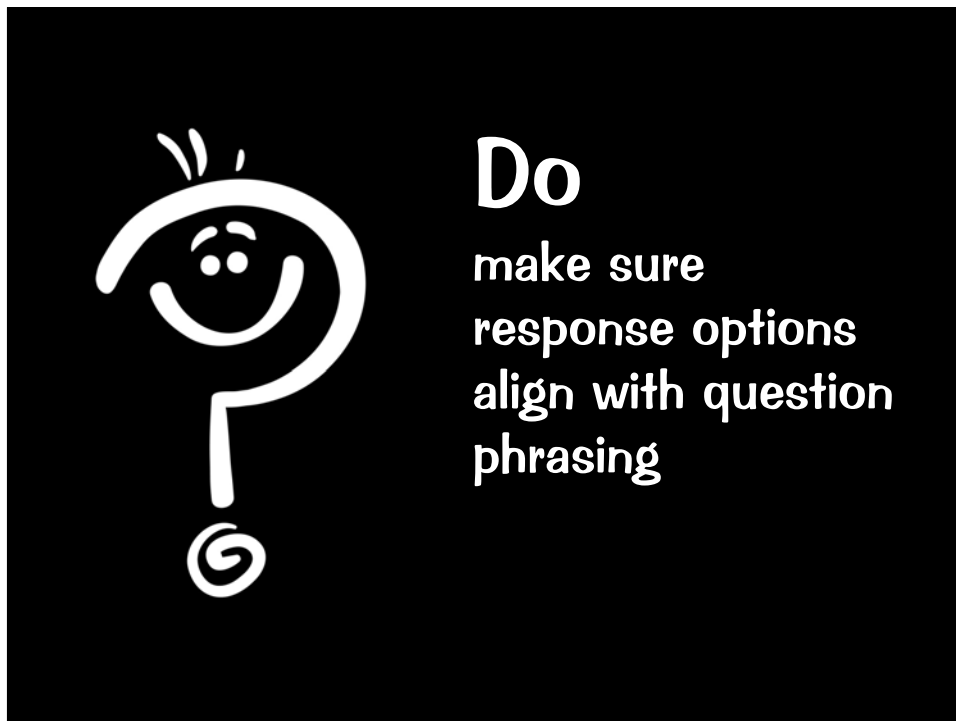 Do
make sure
response options
align with question
phrasing